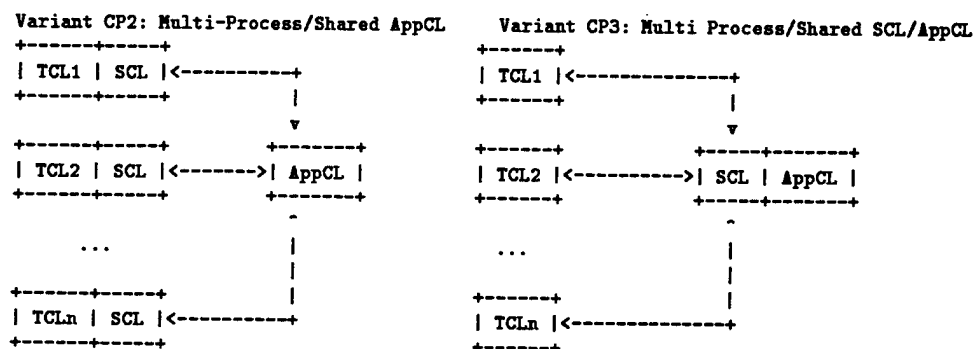 Variant CP2: Multi-Process/Shared AppCL
TCL1 | SCL
TCL2 | SCL
AppCL
...
TCLn | SCL
Variant CP3: Multi Process/Shared SCL/AppCL
TCL1
TCL2
SCL | AppCL
...
TCLn